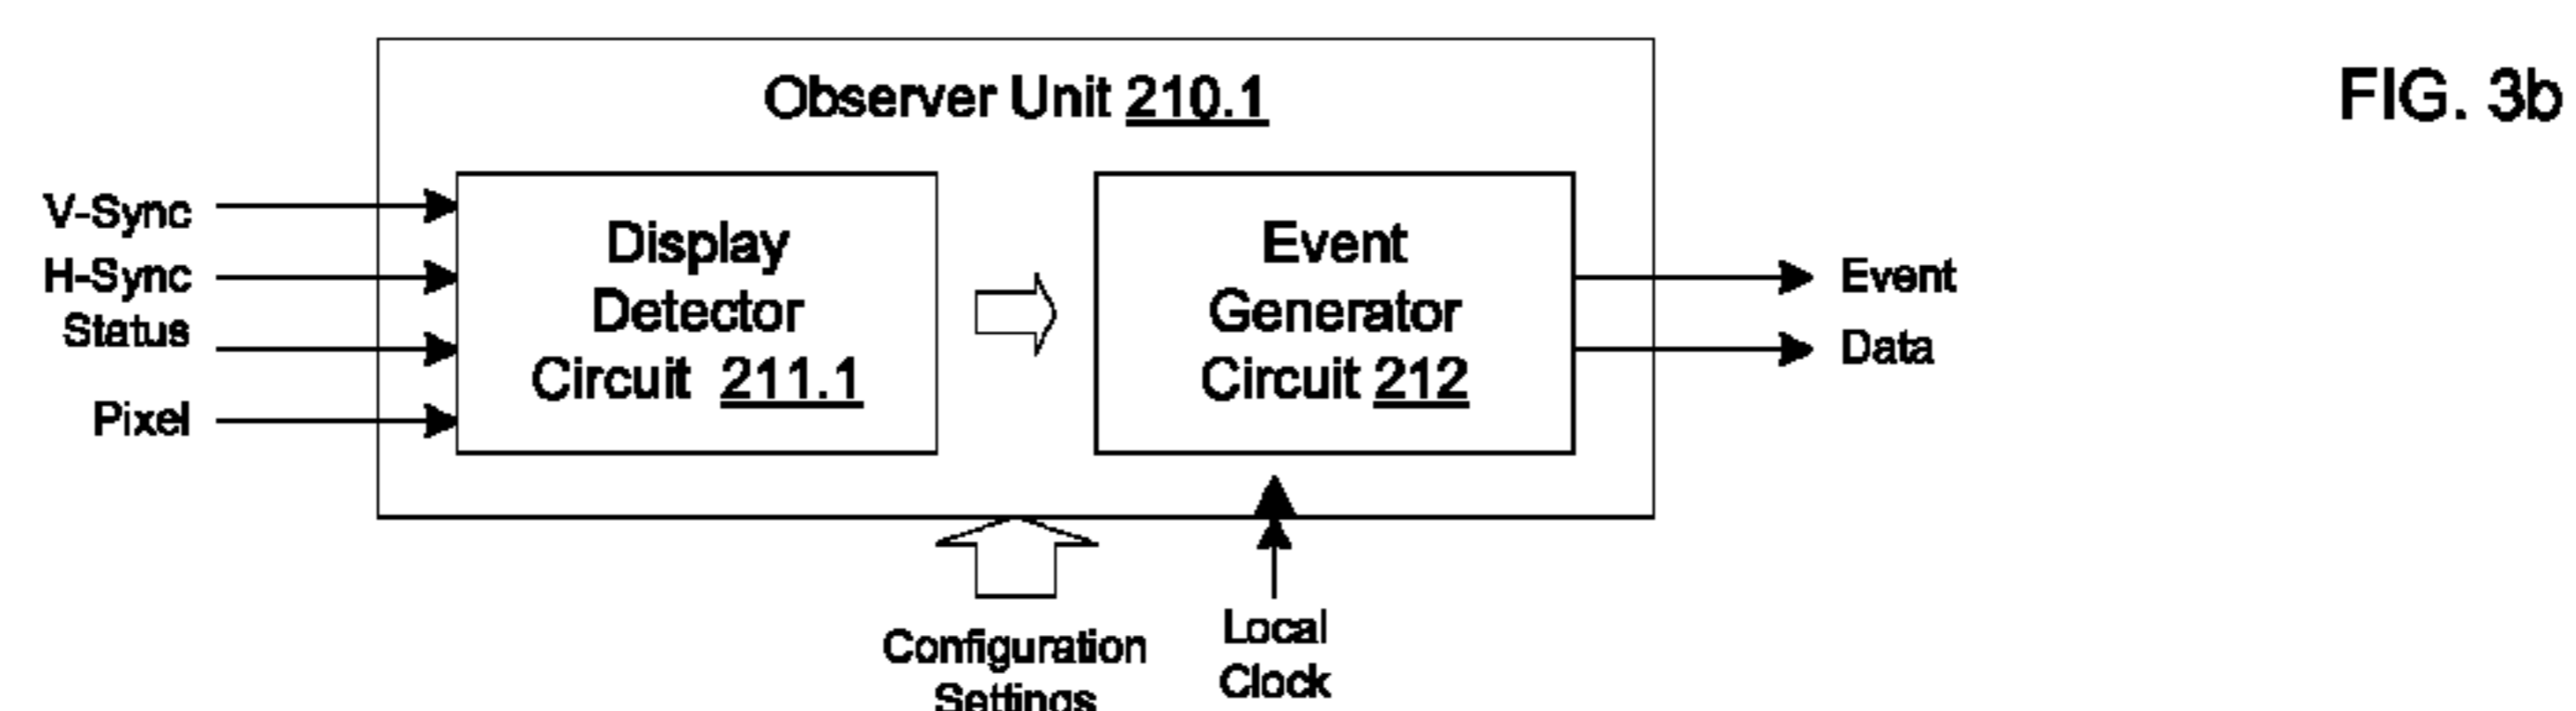 FIG. 3b
Observer Unit 210.1
V-Sync
H-Sync
Status
Pixel
Display
Detector
Circuit 211.1
Event
Generator
Circuit 212
Event
Data
Configuration
Settings
Local
Clock